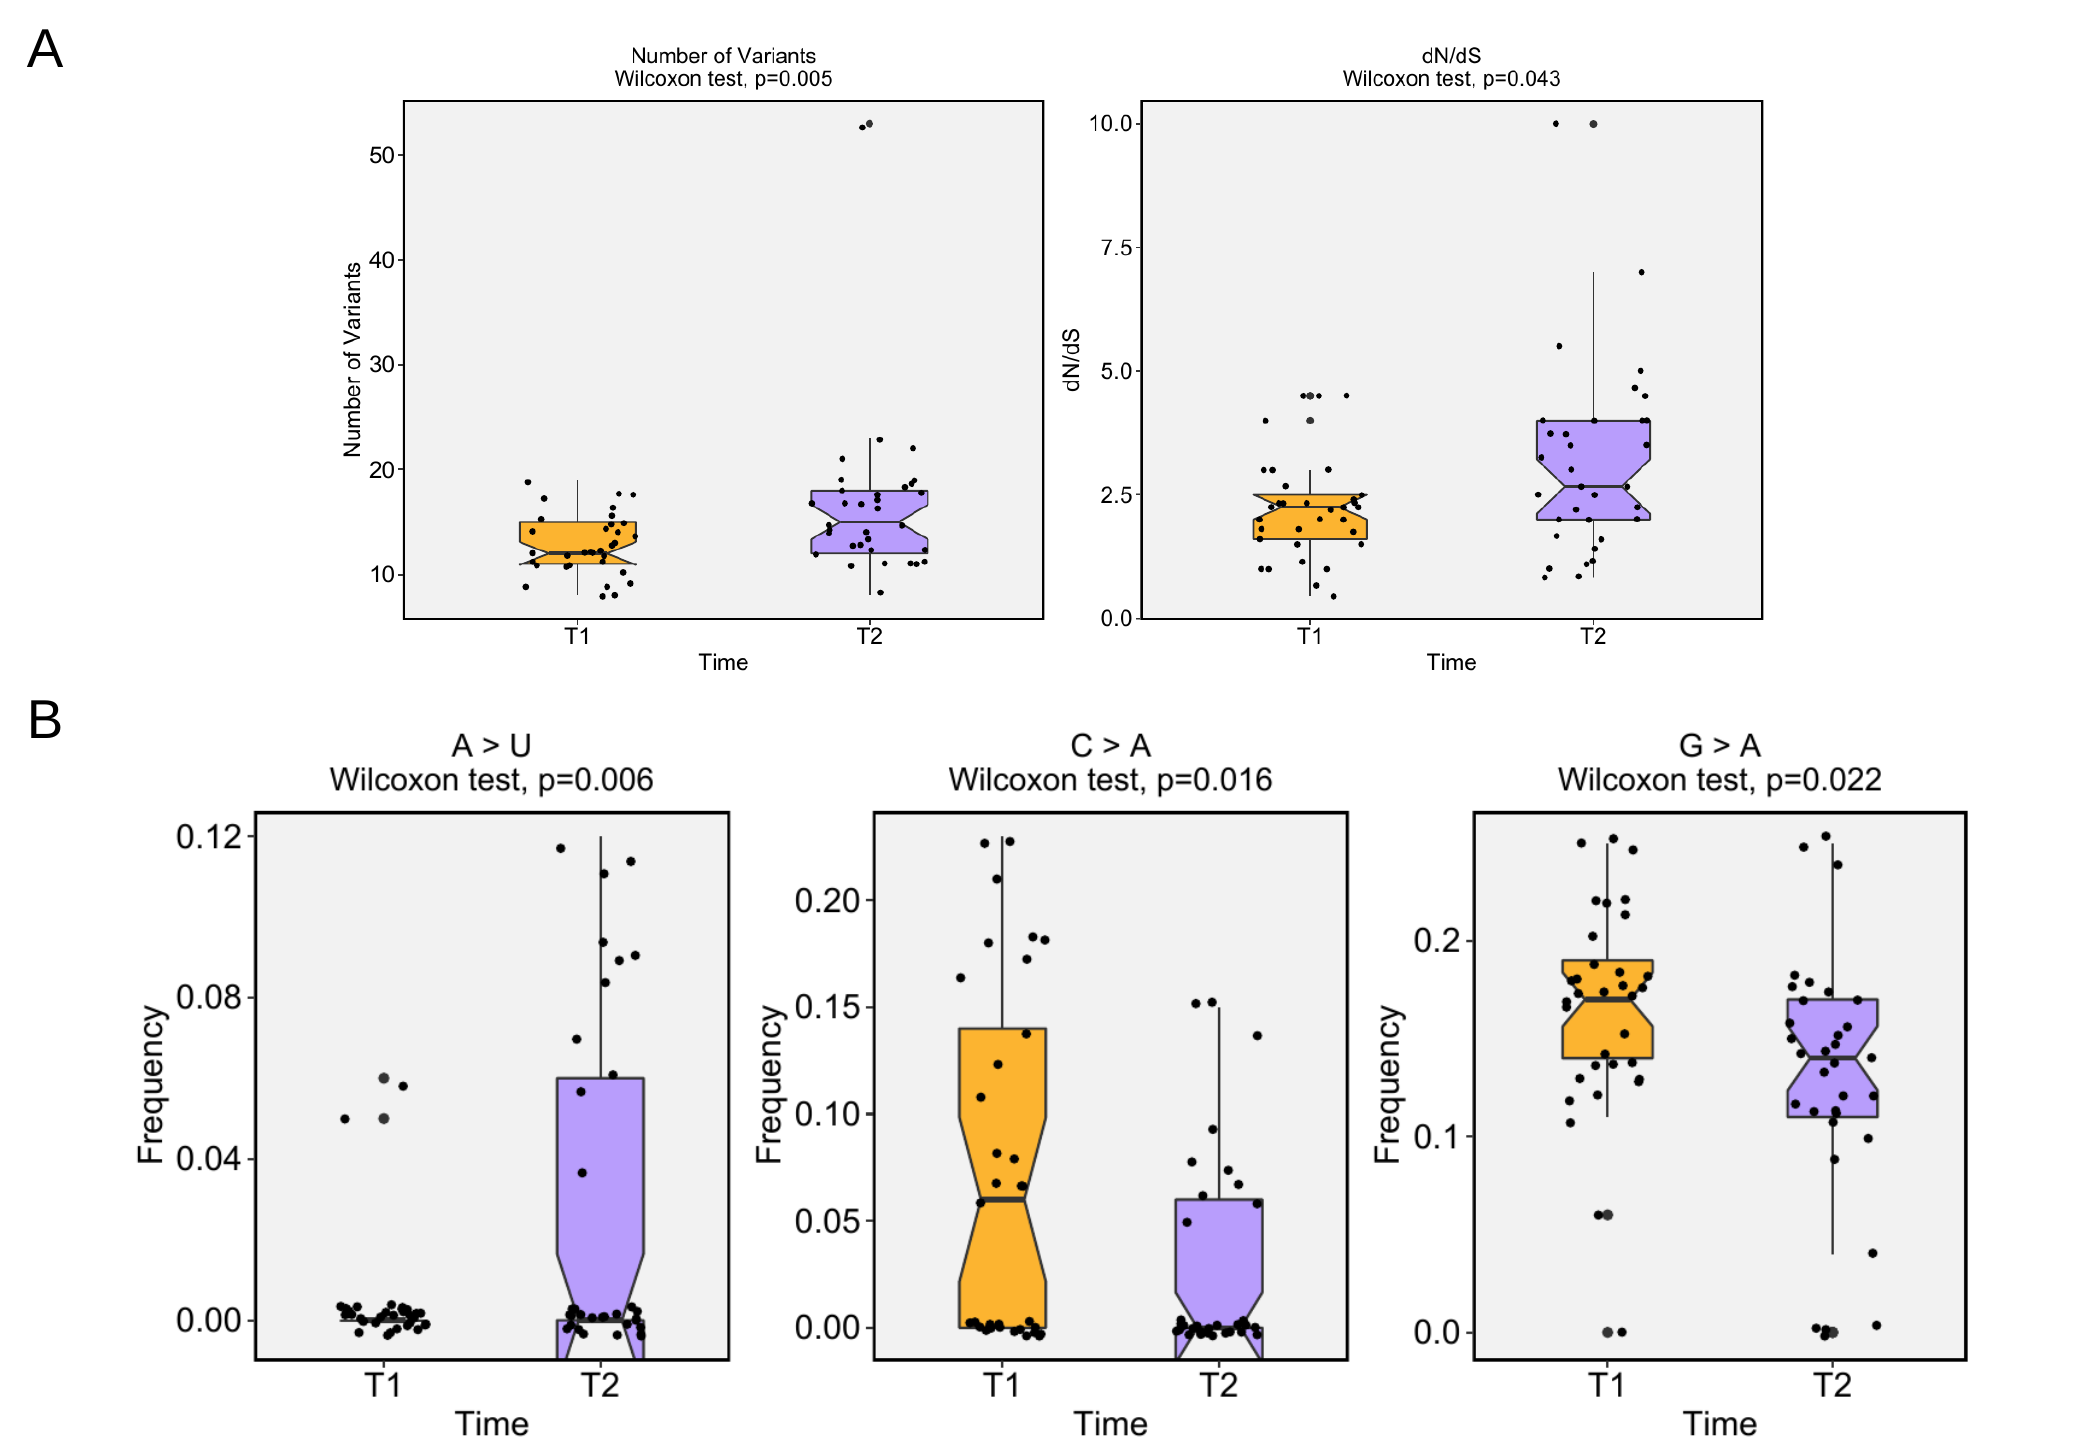 A
Number of Variants
Wilcoxon test, p=0.005
dN/dS
Wilcoxon test, p=0.043
Number of Variants
50
40
30
20
10
T1
T2
Time
dN/dS
10.0
7.5
5.0
2.5
0.0
T1
T2
Time
B
A > U
Wilcoxon test, p=0.006
C > A
Wilcoxon test, p=0.016
G > A
Wilcoxon test, p=0.022
Frequency
0.12
0.08
0.04
0.00
T1
T2
Time
Frequency
0.20
0.15
0.10
0.05
0.00
T1
T2
Time
Frequency
0.2
0.1
0.0
T1
T2
Time